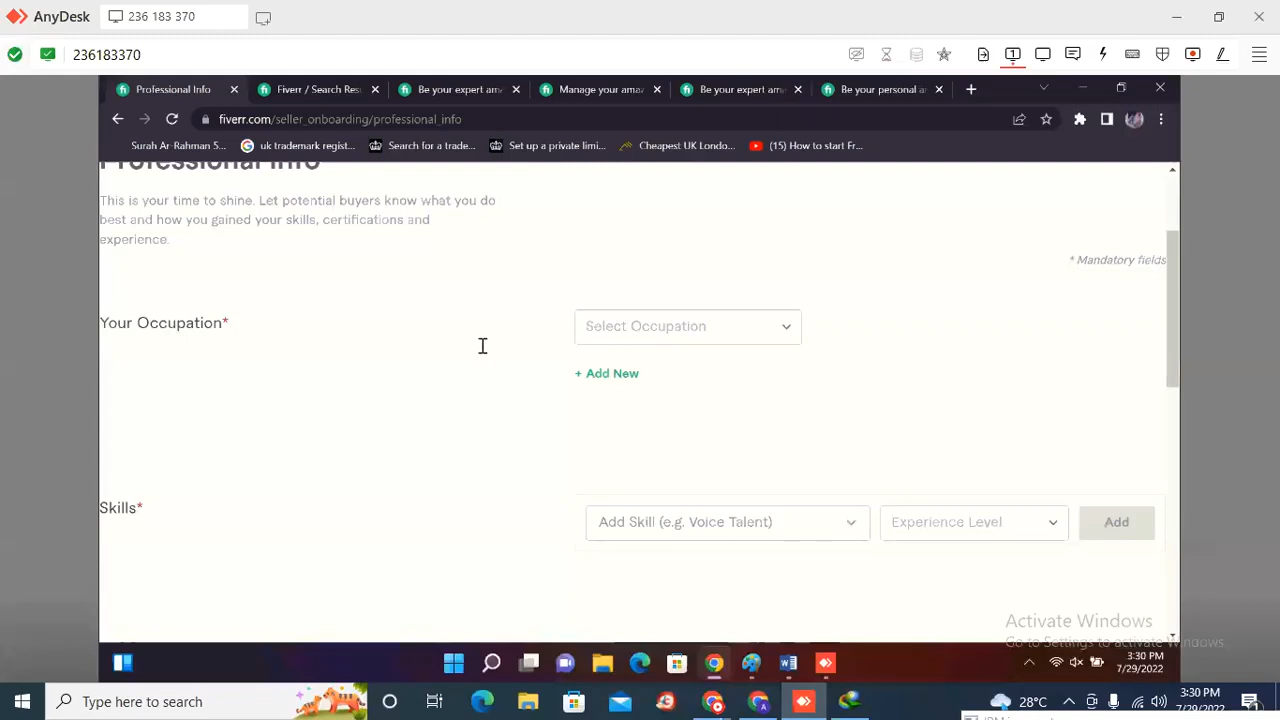 AnyDesk
236 183 370
236183370
1
Professional Info
Fiverr / Search Res
Be your expert am
Manage your ama
Be your expert am
Be your personal a
fiverr.com/seller_onboarding/professional_info
Surah Ar-Rahman 5...
uk trademark regist...
Search for a trade...
Set up a private limi...
Cheapest UK Londo...
(15) How to start Fr...
Professional Info
This is your time to shine. Let potential buyers know what you do
best and how you gained your skills, certifications and
experience.
* Mandatory fields
Your Occupation*
Select Occupation
+ Add New
Skills*
Add Skill (e.g. Voice Talent)
Experience Level
Add
Activate Windows
Go to Settings to activate Windows.
3:30 PM
7/29/2022
Type here to search
28°C
3:30 PM
7/29/2022